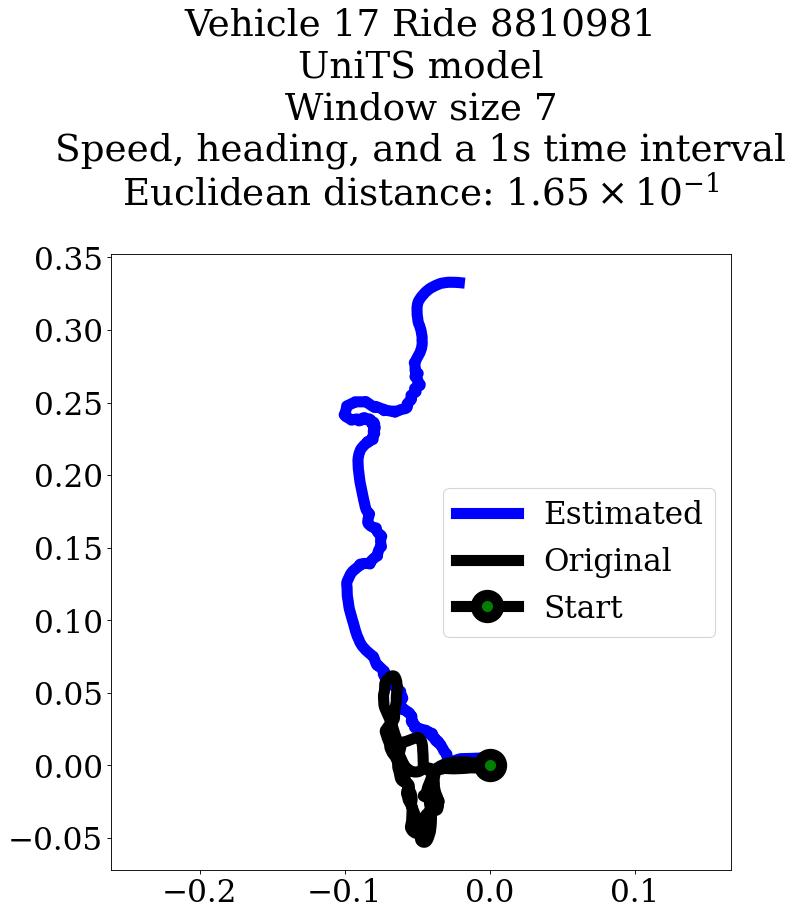 Vehicle 17 Ride 8810981
UniTS model
Window size 7
Speed, heading, and a 1s time interval
Euclidean distance: 1.65 × 10⁻¹
0.35
0.30
0.25
0.20
0.15
0.10
0.05
0.00
−0.05
Estimated
Original
Start
−0.2
−0.1
0.0
0.1